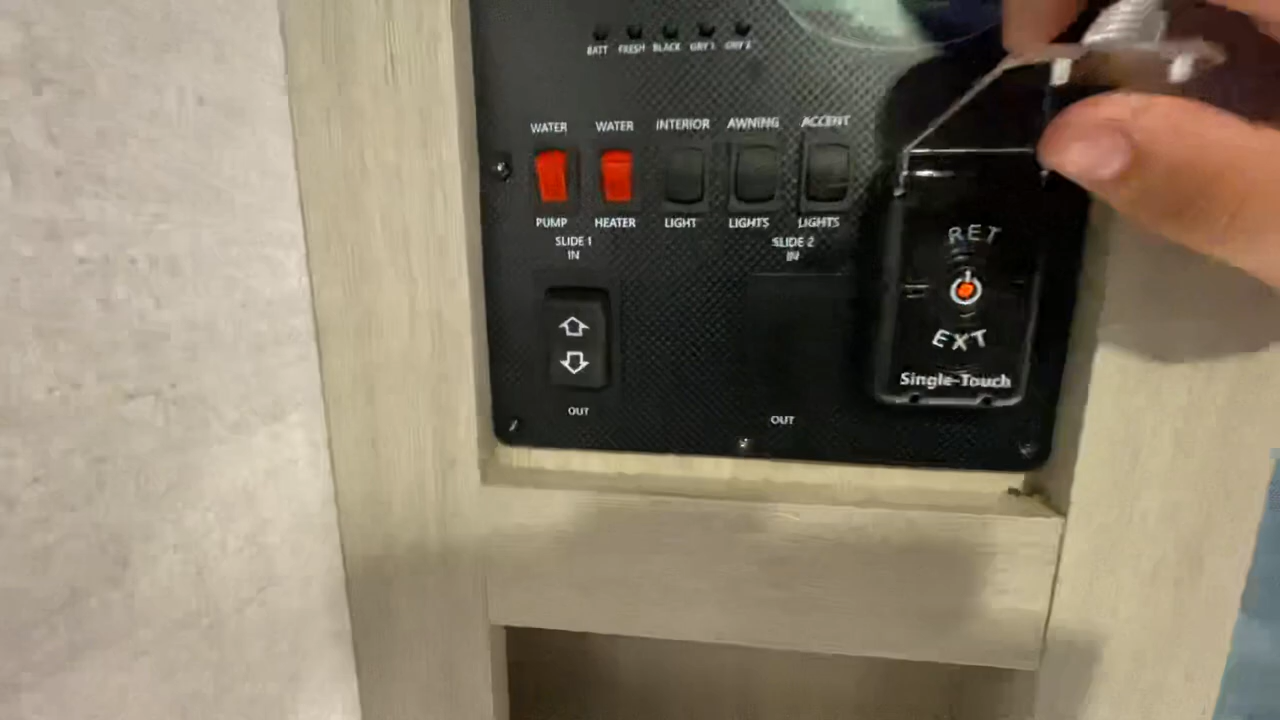 BATT FRESH BLACK GRY 1 GRY 2
WATER WATER INTERIOR AWNING ACCENT
PUMP HEATER LIGHT LIGHTS LIGHTS
SLIDE 1 SLIDE 2
IN IN
RET
EXT
Single-Touch
OUT OUT